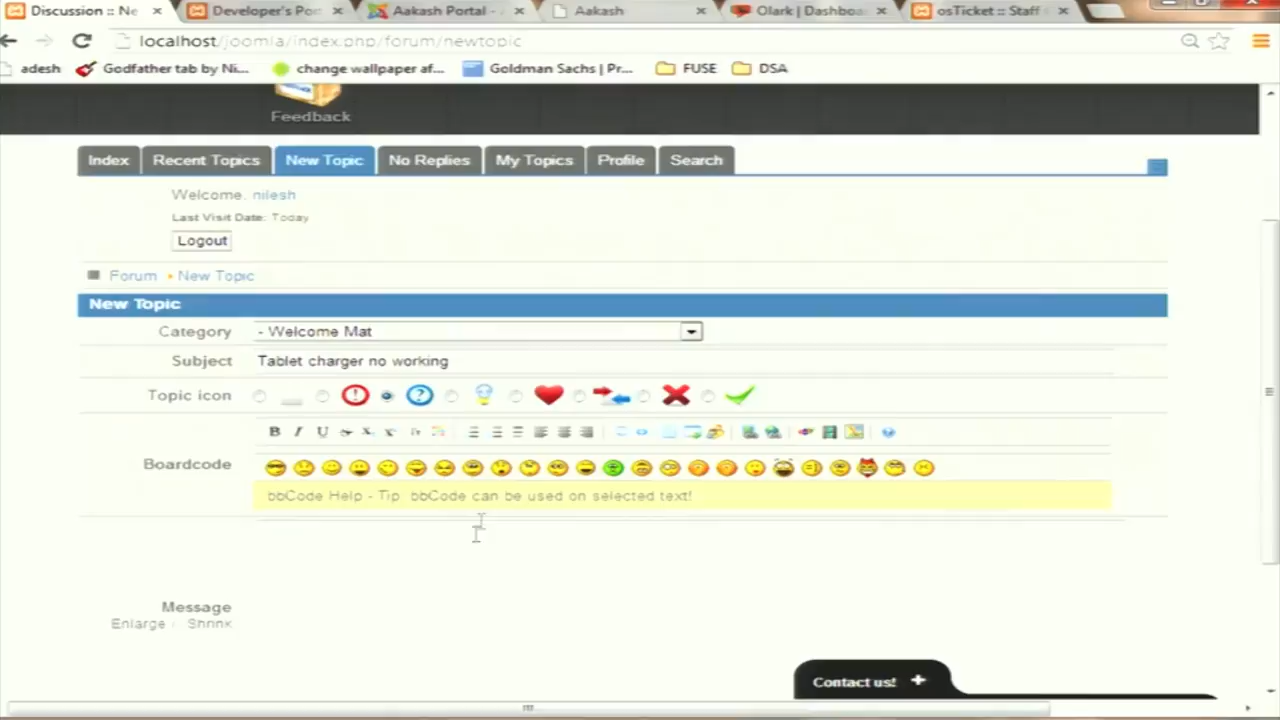 Discussion :: Ne
Developer's Po
Aakash Portal -
Aakash
Olark | Dashboa
osTicket :: Staff
localhost/joomla/index.php/forum/newtopic
adesh
Godfather tab by Ni...
change wallpaper af...
Goldman Sachs | Pr...
FUSE
DSA
Feedback
Index
Recent Topics
New Topic
No Replies
My Topics
Profile
Search
Welcome, nilesh
Last Visit Date: Today
Logout
Forum • New Topic
New Topic
Category
- Welcome Mat
Subject
Tablet charger no working
Topic icon
B I U
Boardcode
bbCode Help - Tip: bbCode can be used on selected text!
Message
Enlarge Shrink
Contact us! +